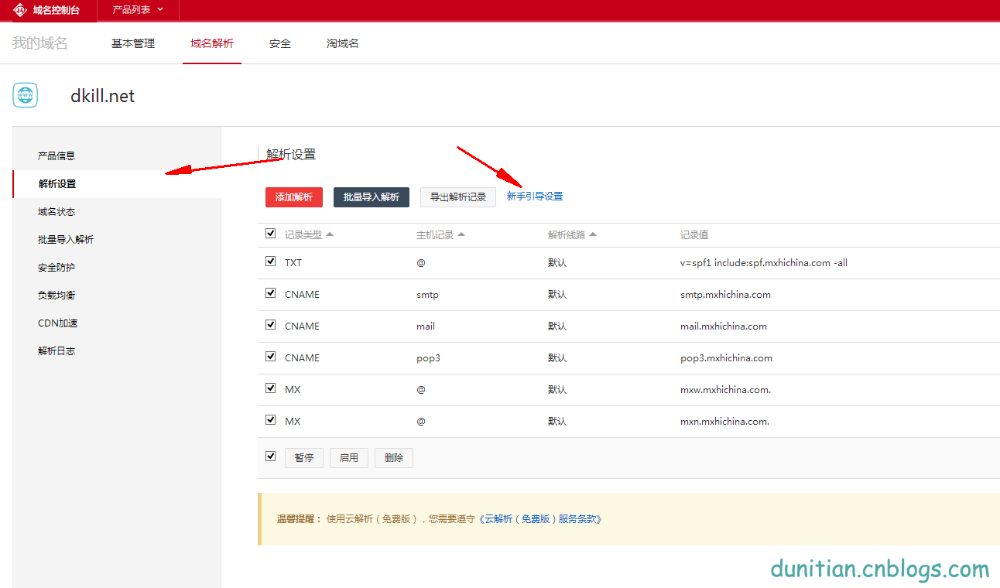 域名控制台 产品列表
我的域名 基本管理 域名解析 安全 淘域名
www dkill.net
产品信息
解析设置
域名状态
批量导入解析
安全防护
负载均衡
CDN加速
解析日志
解析设置
添加解析 批量导入解析 导出解析记录 新手引导设置
记录类型 主机记录 解析线路 记录值
TXT @ 默认 v=spf1 include:spf.mxhichina.com -all
CNAME smtp 默认 smtp.mxhichina.com
CNAME mail 默认 mail.mxhichina.com
CNAME pop3 默认 pop3.mxhichina.com
MX @ 默认 mxw.mxhichina.com.
MX @ 默认 mxn.mxhichina.com.
暂停 启用 删除
温馨提醒： 使用云解析（免费版），您需要遵守《云解析（免费版）服务条款》
dunitian.cnblogs.com